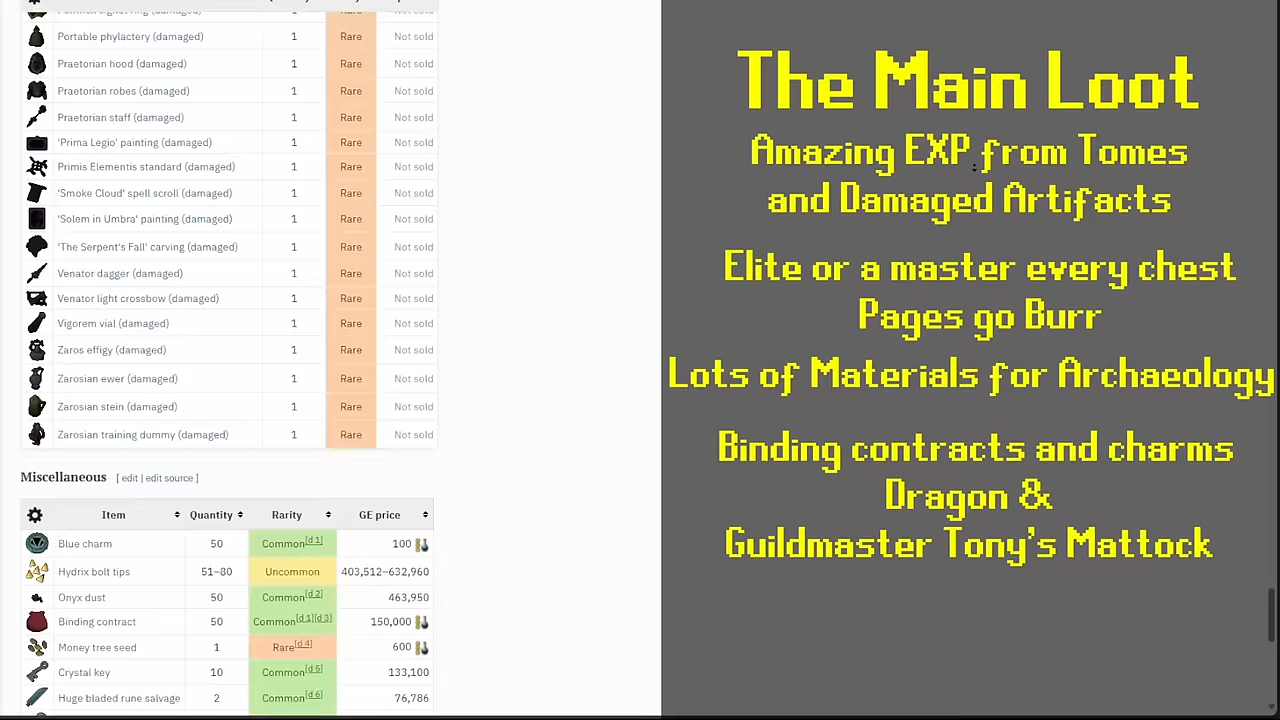 Portable phylactery (damaged) 1 Rare Not sold
Praetorian hood (damaged) 1 Rare Not sold
Praetorian robes (damaged) 1 Rare Not sold
Praetorian staff (damaged) 1 Rare Not sold
'Prima Legio' painting (damaged) 1 Rare Not sold
Primis Elementis standard (damaged) 1 Rare Not sold
'Smoke Cloud' spell scroll (damaged) 1 Rare Not sold
'Solem in Umbra' painting (damaged) 1 Rare Not sold
'The Serpent's Fall' carving (damaged) 1 Rare Not sold
Venator dagger (damaged) 1 Rare Not sold
Venator light crossbow (damaged) 1 Rare Not sold
Vigorem vial (damaged) 1 Rare Not sold
Zaros effigy (damaged) 1 Rare Not sold
Zarosian ewer (damaged) 1 Rare Not sold
Zarosian stein (damaged) 1 Rare Not sold
Zarosian training dummy (damaged) 1 Rare Not sold
Miscellaneous [ edit | edit source ]
Item Quantity Rarity GE price
Blue charm 50 Common[d 1] 100
Hydrix bolt tips 51–80 Uncommon 403,512–632,960
Onyx dust 50 Common[d 2] 463,950
Binding contract 50 Common[d 1][d 3] 150,000
Money tree seed 1 Rare[d 4] 600
Crystal key 10 Common[d 5] 133,100
Huge bladed rune salvage 2 Common[d 6] 76,786
The Main Loot
Amazing EXP from Tomes
and Damaged Artifacts
Elite or a master every chest
Pages go Burr
Lots of Materials for Archaeology
Binding contracts and charms
Dragon &
Guildmaster Tony's Mattock